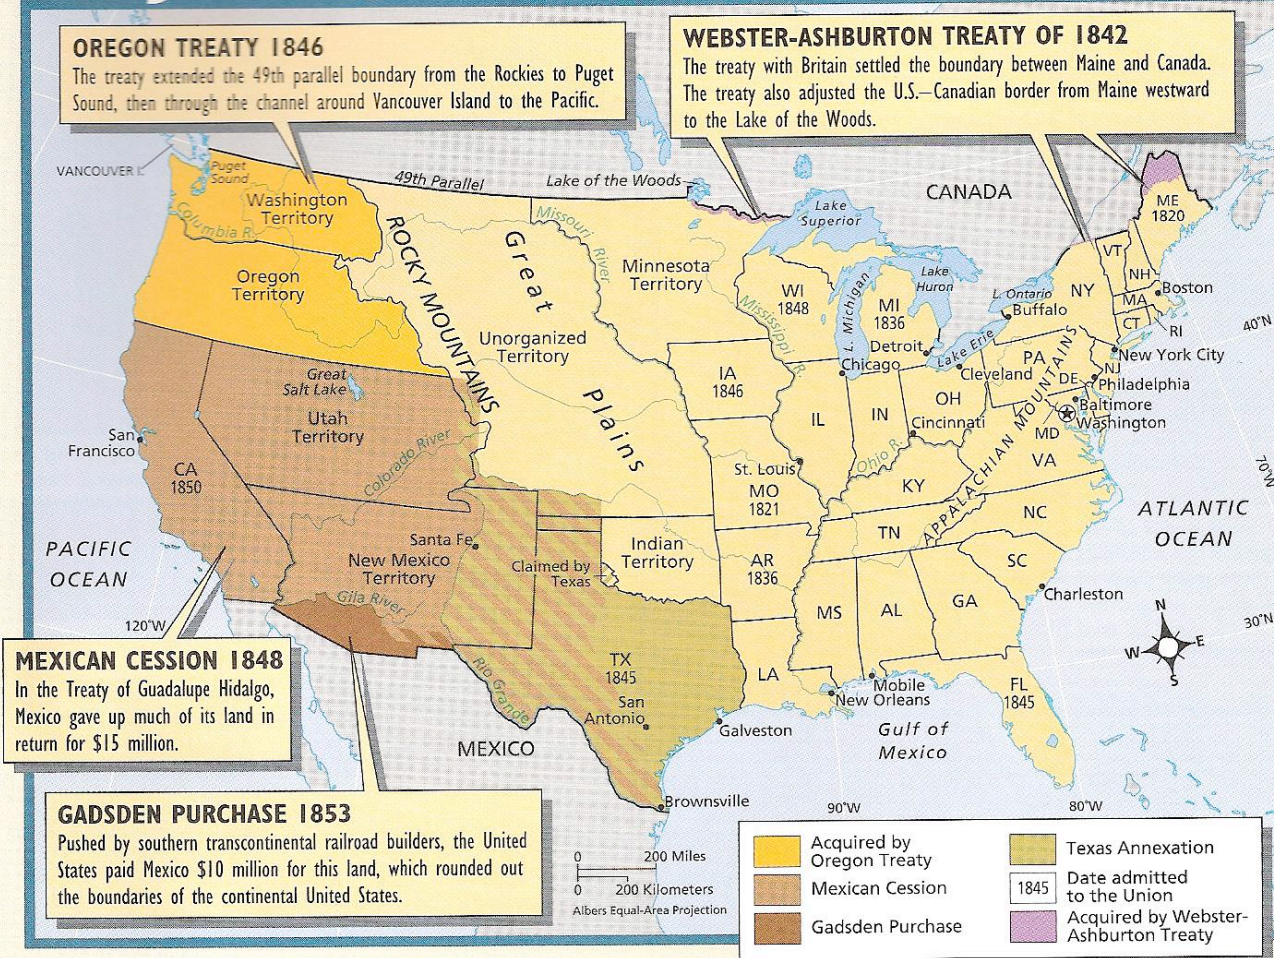 OREGON TREATY 1846
The treaty extended the 49th parallel boundary from the Rockies to Puget
Sound, then through the channel around Vancouver Island to the Pacific.
WEBSTER-ASHBURTON TREATY OF 1842
The treaty with Britain settled the boundary between Maine and Canada.
The treaty also adjusted the U.S.–Canadian border from Maine westward
to the Lake of the Woods.
VANCOUVER I.
Puget
Sound
49th Parallel
Lake of the Woods
CANADA
Washington
Territory
Columbia R.
Oregon
Territory
ROCKY MOUNTAINS
Great Plains
Missouri River
Unorganized
Territory
Minnesota
Territory
Mississippi R.
Lake
Superior
L. Michigan
Lake
Huron
L. Ontario
Lake Erie
ME
1820
VT
NH
MA
CT
RI
NY
Boston
Buffalo
WI
1848
MI
1836
Detroit
Chicago
Cleveland
PA
NJ
DE
New York City
Philadelphia
Baltimore
Washington
MD
40°N
70°W
IA
1846
IL
IN
OH
Cincinnati
Ohio R.
APPALACHIAN MOUNTAINS
VA
KY
St. Louis
MO
1821
NC
TN
SC
Charleston
ATLANTIC
OCEAN
30°N
Great
Salt Lake
Utah
Territory
Colorado River
San
Francisco
CA
1850
PACIFIC
OCEAN
120°W
Santa Fe
New Mexico
Territory
Gila River
Claimed by
Texas
Indian
Territory
AR
1836
MS
AL
GA
LA
FL
1845
TX
1845
San
Antonio
Rio Grande
Galveston
Brownsville
Mobile
New Orleans
Gulf of
Mexico
MEXICO
N
W
E
S
90°W
80°W
MEXICAN CESSION 1848
In the Treaty of Guadalupe Hidalgo,
Mexico gave up much of its land in
return for $15 million.
GADSDEN PURCHASE 1853
Pushed by southern transcontinental railroad builders, the United
States paid Mexico $10 million for this land, which rounded out
the boundaries of the continental United States.
0 200 Miles
0 200 Kilometers
Albers Equal-Area Projection
Acquired by
Oregon Treaty
Mexican Cession
Gadsden Purchase
Texas Annexation
1845
Date admitted
to the Union
Acquired by Webster-
Ashburton Treaty